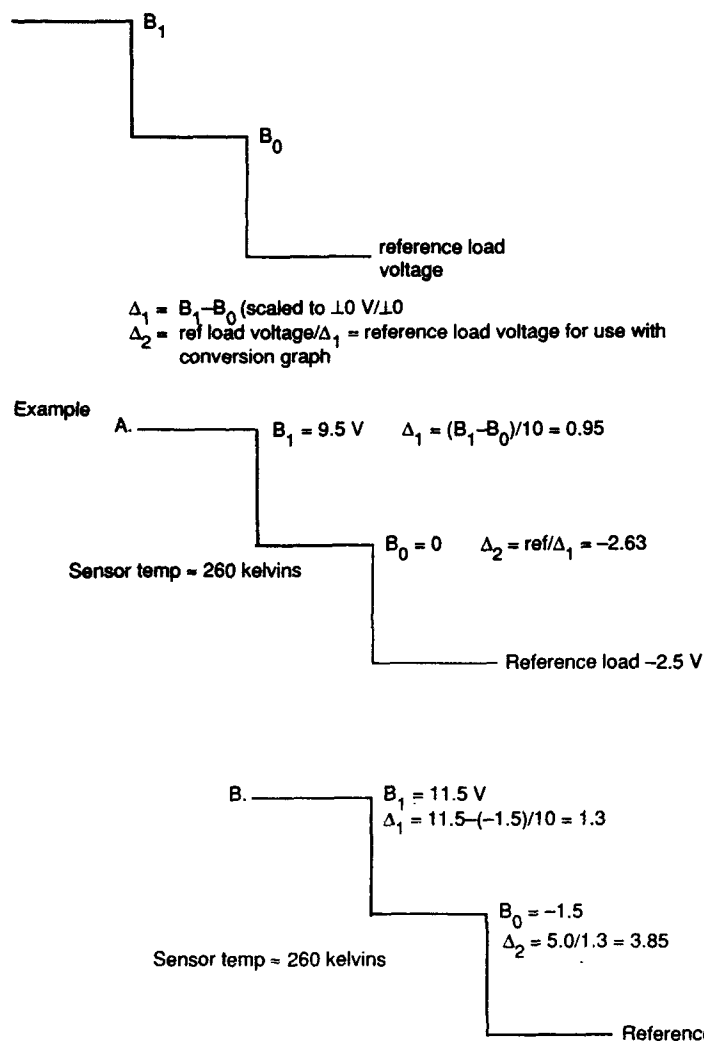 B₁
B₀
reference load
voltage
Δ₁ = B₁–B₀ (scaled to ⊥0 V/⊥0
Δ₂ = ref load voltage/Δ₁ = reference load voltage for use with
conversion graph
Example
A.
B₁ = 9.5 V Δ₁ = (B₁–B₀)/10 = 0.95
B₀ = 0 Δ₂ = ref/Δ₁ = –2.63
Sensor temp ≈ 260 kelvins
Reference load –2.5 V
B.
B₁ = 11.5 V
Δ₁ = 11.5–(–1.5)/10 = 1.3
B₀ = –1.5
Δ₂ = 5.0/1.3 = 3.85
Sensor temp ≈ 260 kelvins
Reference